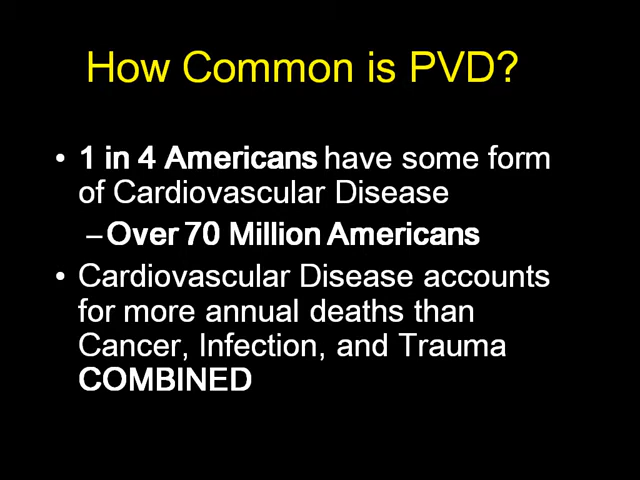 How Common is PVD?
• 1 in 4 Americans have some form
of Cardiovascular Disease
–Over 70 Million Americans
• Cardiovascular Disease accounts
for more annual deaths than
Cancer, Infection, and Trauma
COMBINED